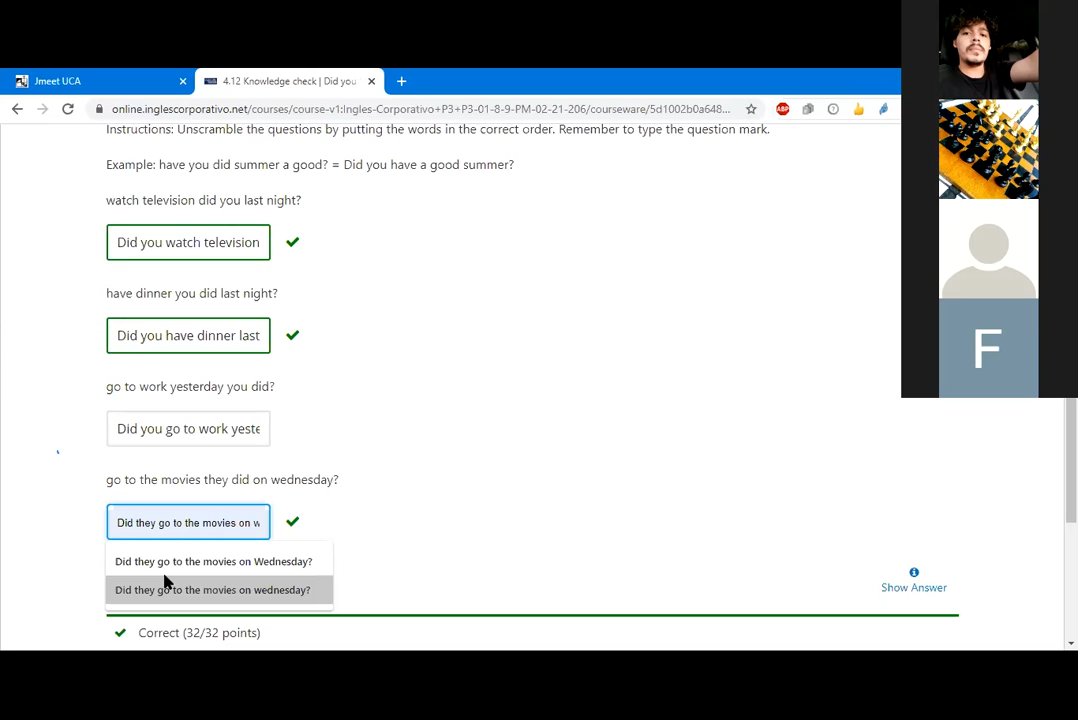 Jmeet UCA
4.12 Knowledge check | Did you
online.inglescorporativo.net/courses/course-v1:Ingles-Corporativo+P3+P3-01-8-9-PM-02-21-206/courseware/5d1002b0a648...
ABP
Instructions: Unscramble the questions by putting the words in the correct order. Remember to type the question mark.
Example: have you did summer a good? = Did you have a good summer?
watch television did you last night?
Did you watch television
have dinner you did last night?
Did you have dinner last
go to work yesterday you did?
Did you go to work yeste
F
go to the movies they did on wednesday?
Did they go to the movies on w
Did they go to the movies on Wednesday?
Did they go to the movies on wednesday?
Show Answer
Correct (32/32 points)